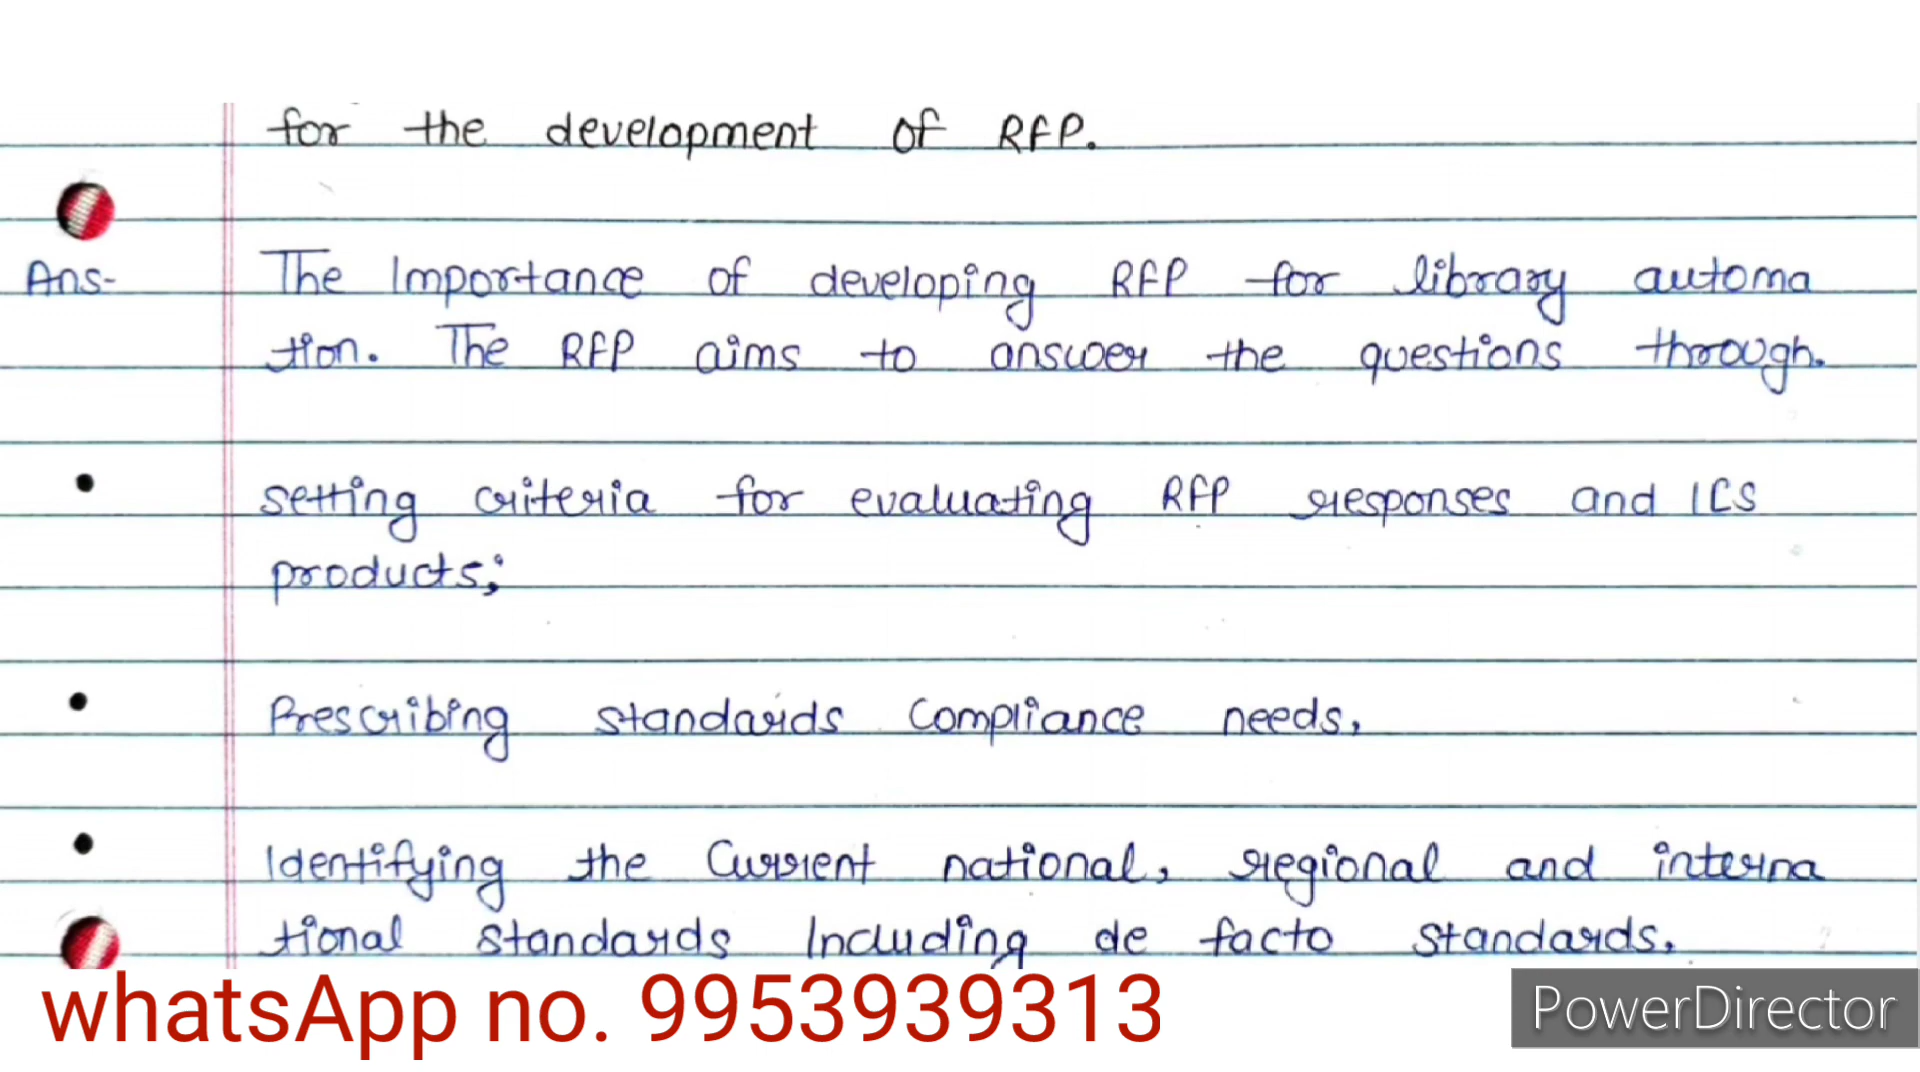 for the development of RFP.
Ans- The Importance of developing RFP for library automa
tion. The RFP aims to answer the questions through.
• setting criteria for evaluating RFP responses and ICS
products;
• Prescribing standards compliance needs,
• Identifying the Current national, regional and interna
tional standards Including de facto standards,
whatsApp no. 9953939313
PowerDirector